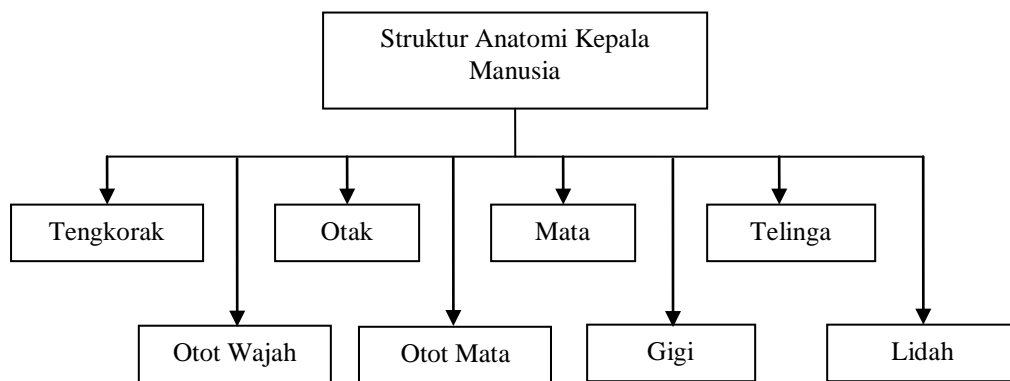 Struktur Anatomi Kepala
Manusia
Tengkorak
Otak
Mata
Telinga
Otot Wajah
Otot Mata
Gigi
Lidah